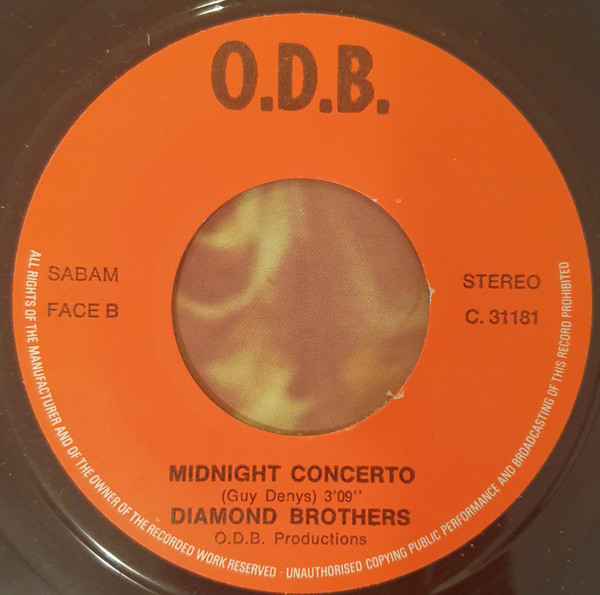 O.D.B.
SABAM
FACE B
STEREO
C. 31181
MIDNIGHT CONCERTO
(Guy Denys) 3'09''
DIAMOND BROTHERS
O.D.B. Productions
ALL RIGHTS OF THE MANUFACTURER AND OF THE OWNER OF THE RECORDED WORK RESERVED · UNAUTHORISED COPYING PUBLIC PERFORMANCE AND BROADCASTING OF THIS RECORD PROHIBITED